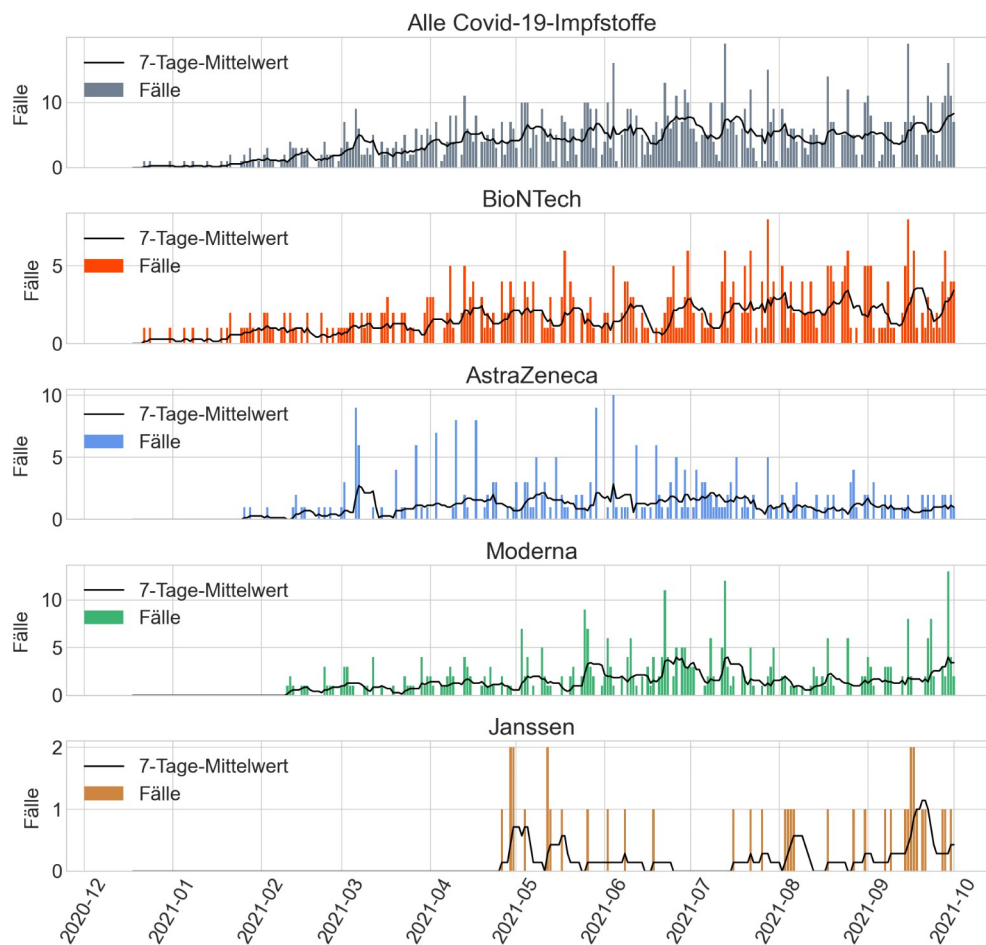 Alle Covid-19-Impfstoffe
7-Tage-Mittelwert
Fälle
Fälle
10
0
BioNTech
7-Tage-Mittelwert
Fälle
Fälle
5
0
AstraZeneca
7-Tage-Mittelwert
Fälle
Fälle
10
5
0
Moderna
7-Tage-Mittelwert
Fälle
Fälle
10
5
0
Janssen
7-Tage-Mittelwert
Fälle
Fälle
2
1
0
2020-12
2021-01
2021-02
2021-03
2021-04
2021-05
2021-06
2021-07
2021-08
2021-09
2021-10